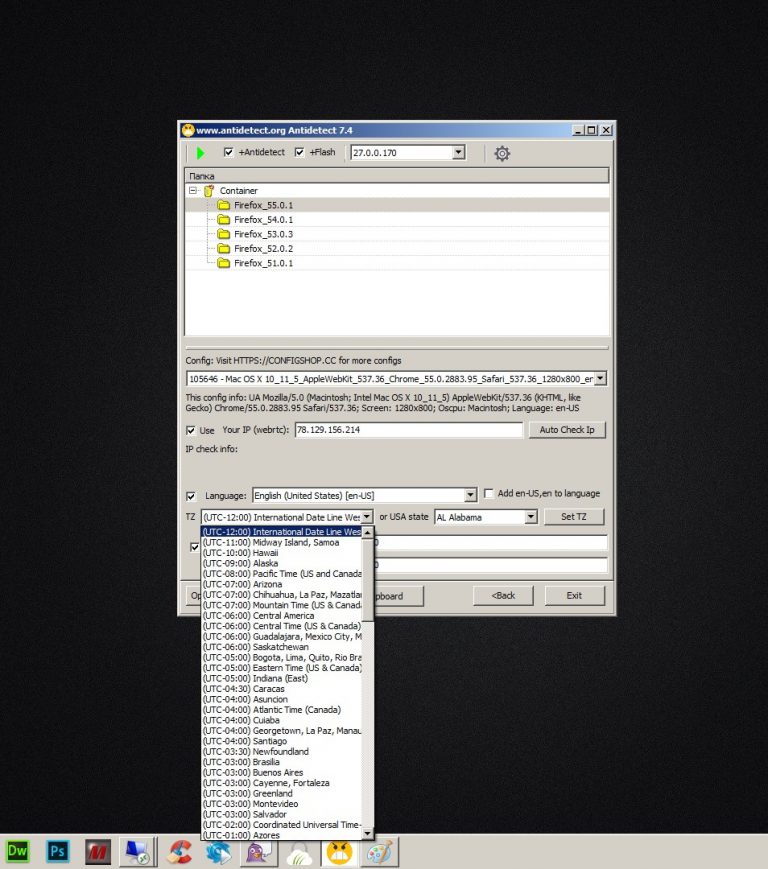 www.antidetect.org Antidetect 7.4
+Antidetect +Flash 27.0.0.170
Папка
Container
Firefox_55.0.1
Firefox_54.0.1
Firefox_53.0.3
Firefox_52.0.2
Firefox_51.0.1
Config: Visit HTTPS://CONFIGSHOP.CC for more configs
105646 - Mac OS X 10_11_5_AppleWebKit_537.36_Chrome_55.0.2883.95_Safari_537.36_1280x800_er
This config info: UA Mozilla/5.0 (Macintosh; Intel Mac OS X 10_11_5) AppleWebKit/537.36 (KHTML, like
Gecko) Chrome/55.0.2883.95 Safari/537.36; Screen: 1280x800; Oscpu: Macintosh; Language: en-US
Use Your IP (webrtc): 78.129.156.214 Auto Check Ip
IP check info:
Language: English (United States) [en-US] Add en-US,en to language
TZ (UTC-12:00) International Date Line Wes or USA state AL Alabama Set TZ
(UTC-12:00) International Date Line Wes
(UTC-11:00) Midway Island, Samoa
(UTC-10:00) Hawaii
(UTC-09:00) Alaska
(UTC-08:00) Pacific Time (US and Canada
(UTC-07:00) Arizona
(UTC-07:00) Chihuahua, La Paz, Mazatlan
(UTC-07:00) Mountain Time (US & Canada
(UTC-06:00) Central America
(UTC-06:00) Central Time (US & Canada)
(UTC-06:00) Guadalajara, Mexico City, M
(UTC-06:00) Saskatchewan
(UTC-05:00) Bogota, Lima, Quito, Rio Bra
(UTC-05:00) Eastern Time (US & Canada)
(UTC-05:00) Indiana (East)
(UTC-04:30) Caracas
(UTC-04:00) Asuncion
(UTC-04:00) Atlantic Time (Canada)
(UTC-04:00) Cuiaba
(UTC-04:00) Georgetown, La Paz, Manau
(UTC-04:00) Santiago
(UTC-03:30) Newfoundland
(UTC-03:00) Brasilia
(UTC-03:00) Buenos Aires
(UTC-03:00) Cayenne, Fortaleza
(UTC-03:00) Greenland
(UTC-03:00) Montevideo
(UTC-03:00) Salvador
(UTC-02:00) Coordinated Universal Time-
(UTC-01:00) Azores
Op pboard <Back Exit
Dw Ps M